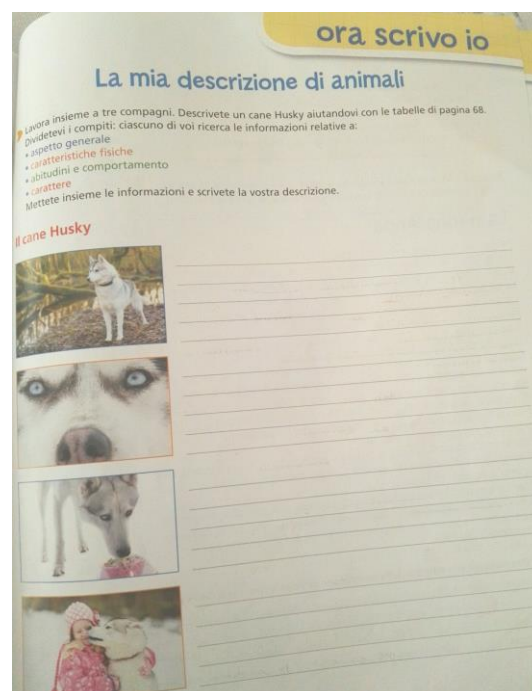 ora scrivo io
La mia descrizione di animali
Lavora insieme a tre compagni. Descrivete un cane Husky aiutandovi con le tabelle di pagina 68.
Dividetevi i compiti: ciascuno di voi ricerca le informazioni relative a:
• aspetto generale
• caratteristiche fisiche
• abitudini e comportamento
• carattere
Mettete insieme le informazioni e scrivete la vostra descrizione.
Il cane Husky